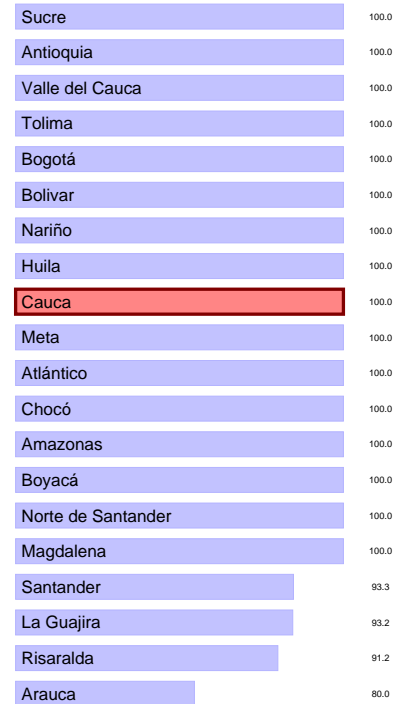 Sucre 100.0
Antioquia 100.0
Valle del Cauca 100.0
Tolima 100.0
Bogotá 100.0
Bolivar 100.0
Nariño 100.0
Huila 100.0
Cauca 100.0
Meta 100.0
Atlántico 100.0
Chocó 100.0
Amazonas 100.0
Boyacá 100.0
Norte de Santander 100.0
Magdalena 100.0
Santander 93.3
La Guajira 93.2
Risaralda 91.2
Arauca 80.0